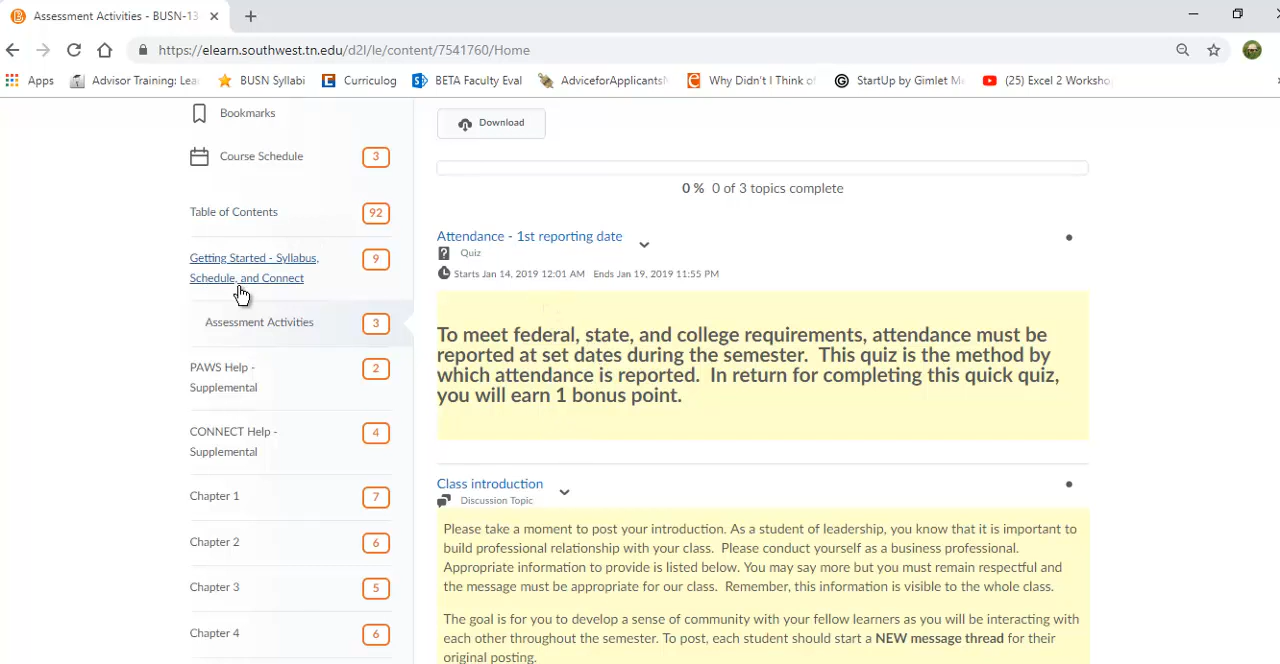 Assessment Activities - BUSN-13
https://elearn.southwest.tn.edu/d2l/le/content/7541760/Home
Apps Advisor Training: Lea BUSN Syllabi Curriculog BETA Faculty Eval AdviceforApplicants StartUp by Gimlet Me Why Didn't I Think of (25) Excel 2 Worksho
Bookmarks
Course Schedule 3
Table of Contents 92
Getting Started - Syllabus,
Schedule, and Connect 9
Assessment Activities 3
PAWS Help -
Supplemental 2
CONNECT Help -
Supplemental 4
Chapter 1 7
Chapter 2 6
Chapter 3 5
Chapter 4 6
Download
0 % 0 of 3 topics complete
Attendance - 1st reporting date
Quiz
Starts Jan 14, 2019 12:01 AM Ends Jan 19, 2019 11:55 PM
To meet federal, state, and college requirements, attendance must be
reported at set dates during the semester. This quiz is the method by
which attendance is reported. In return for completing this quick quiz,
you will earn 1 bonus point.
Class introduction
Discussion Topic
Please take a moment to post your introduction. As a student of leadership, you know that it is important to
build professional relationship with your class. Please conduct yourself as a business professional.
Appropriate information to provide is listed below. You may say more but you must remain respectful and
the message must be appropriate for our class. Remember, this information is visible to the whole class.
The goal is for you to develop a sense of community with your fellow learners as you will be interacting with
each other throughout the semester. To post, each student should start a NEW message thread for their
original posting.